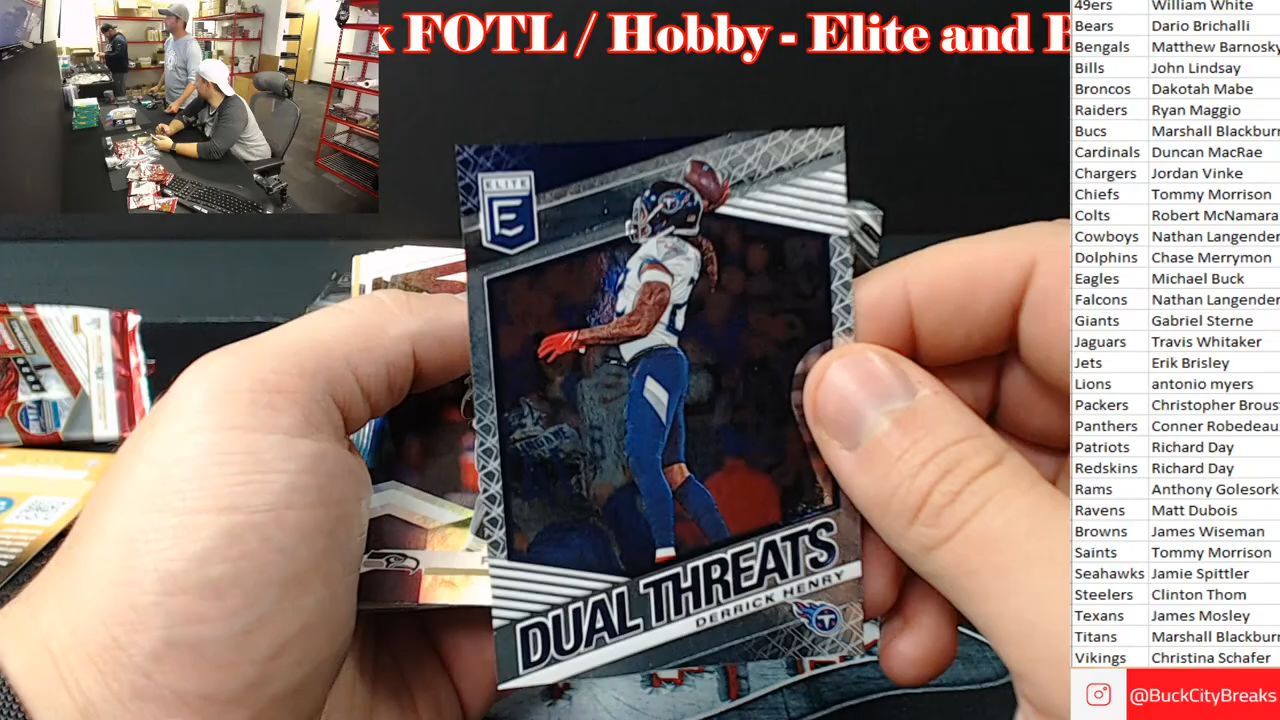 k FOTL / Hobby - Elite and
49ers William White
Bears Dario Brichalli
Bengals Matthew Barnosky
Bills John Lindsay
Broncos Dakotah Mabe
Raiders Ryan Maggio
Bucs Marshall Blackburn
Cardinals Duncan MacRae
Chargers Jordan Vinke
Chiefs Tommy Morrison
Colts Robert McNamara
Cowboys Nathan Langender
Dolphins Chase Merrymon
Eagles Michael Buck
Falcons Nathan Langender
Giants Gabriel Sterne
Jaguars Travis Whitaker
Jets Erik Brisley
Lions antonio myers
Packers Christopher Brous
Panthers Conner Robedeau
Patriots Richard Day
Redskins Richard Day
Rams Anthony Golesork
Ravens Matt Dubois
Browns James Wiseman
Saints Tommy Morrison
Seahawks Jamie Spittler
Steelers Clinton Thom
Texans James Mosley
Titans Marshall Blackburn
Vikings Christina Schafer
@BuckCityBreaks
ELITE
E
DUAL THREATS
DERRICK HENRY
T